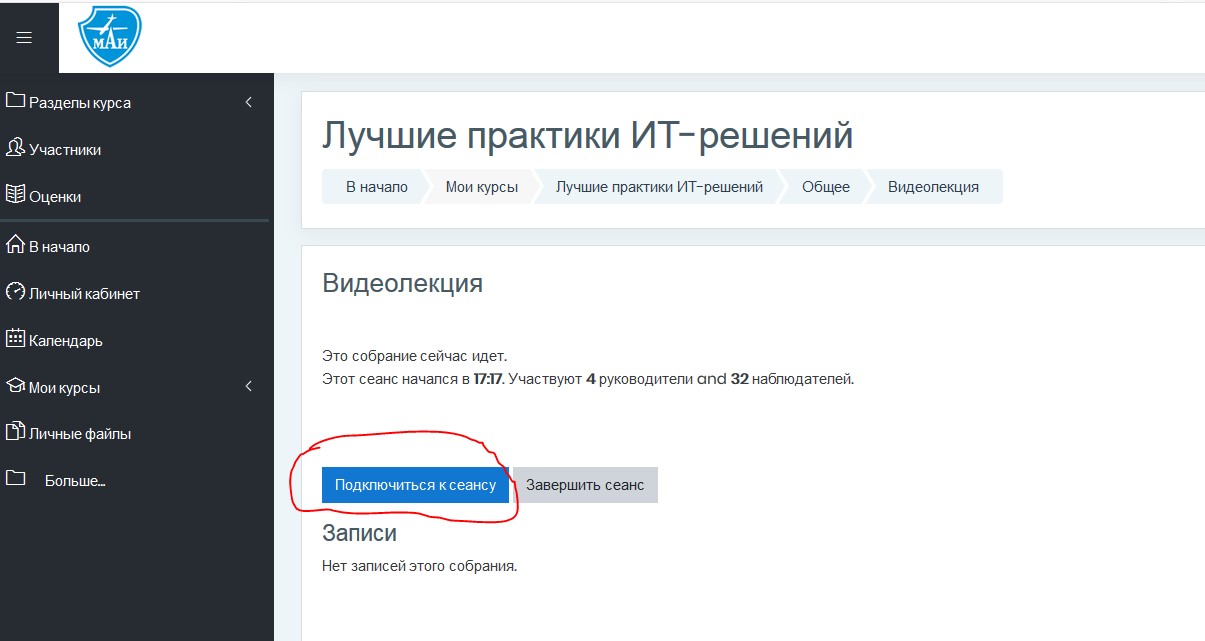 МАИ
Разделы курса
Участники
Оценки
В начало
Личный кабинет
Календарь
Мои курсы
Личные файлы
Больше...
Лучшие практики ИТ-решений
В начало Мои курсы Лучшие практики ИТ-решений Общее Видеолекция
Видеолекция
Это собрание сейчас идет.
Этот сеанс начался в 17:17. Участвуют 4 руководители and 32 наблюдателей.
Подключиться к сеансу Завершить сеанс
Записи
Нет записей этого собрания.